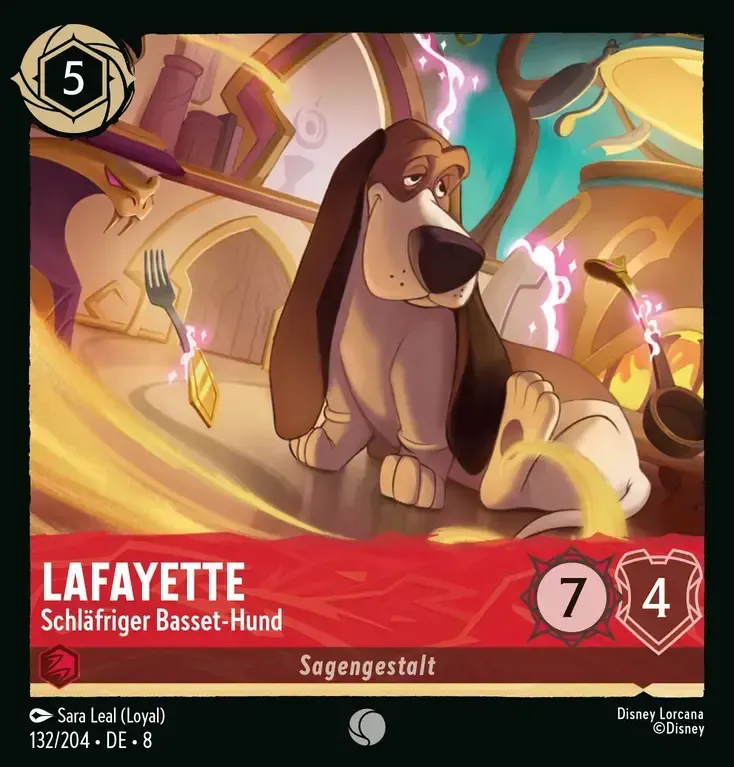 5
LAFAYETTE
Schläfriger Basset-Hund
7
4
Sagengestalt
Sara Leal (Loyal)
Disney Lorcana
132/204 • DE • 8
©Disney